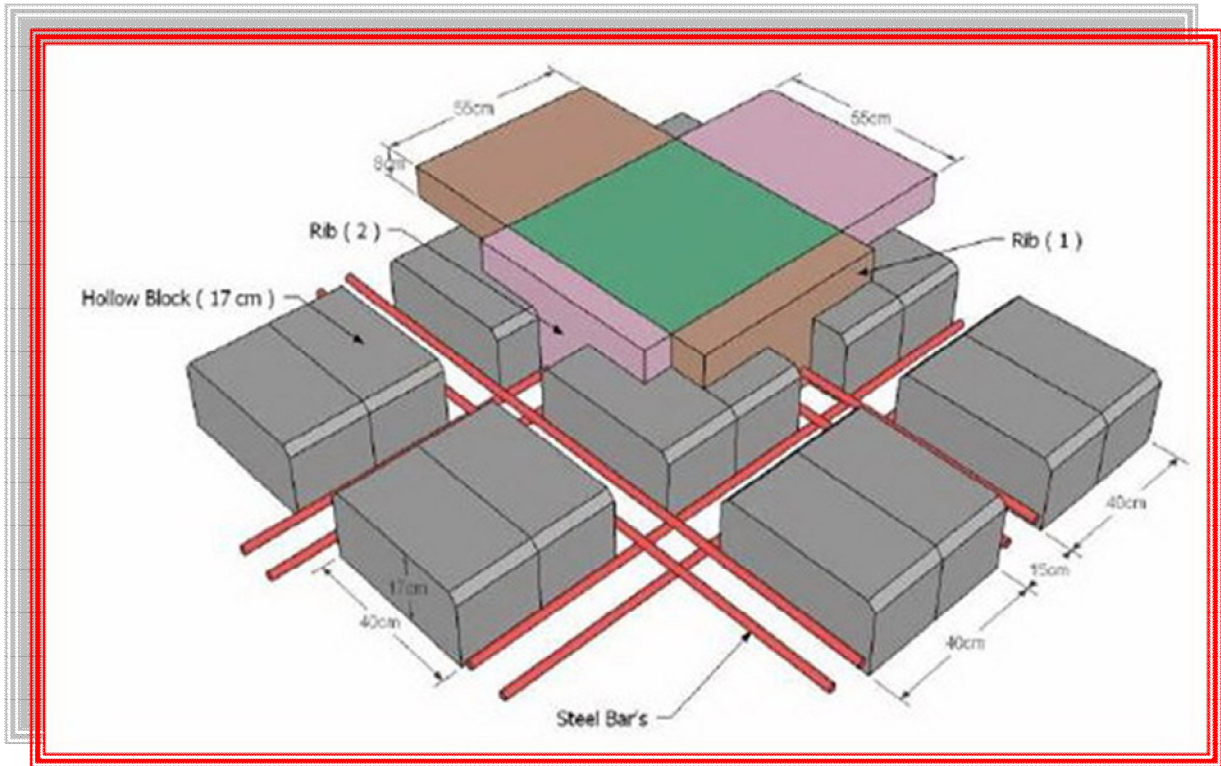 55cm
55cm
8cm
Rib ( 2 )
Rib ( 1 )
Hollow Block ( 17 cm )
40cm
15cm
17cm
40cm
40cm
Steel Bar's